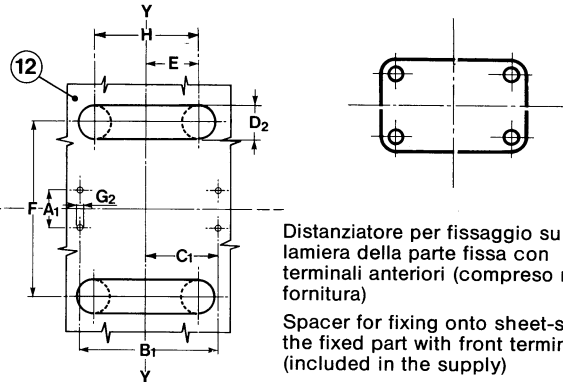 Y
H
E
12
D2
G2
F
A1
C1
B1
Y
Distanziatore per fissaggio su
lamiera della parte fissa con
terminali anteriori (compreso
fornitura)
Spacer for fixing onto sheet-s
the fixed part with front termin
(included in the supply)